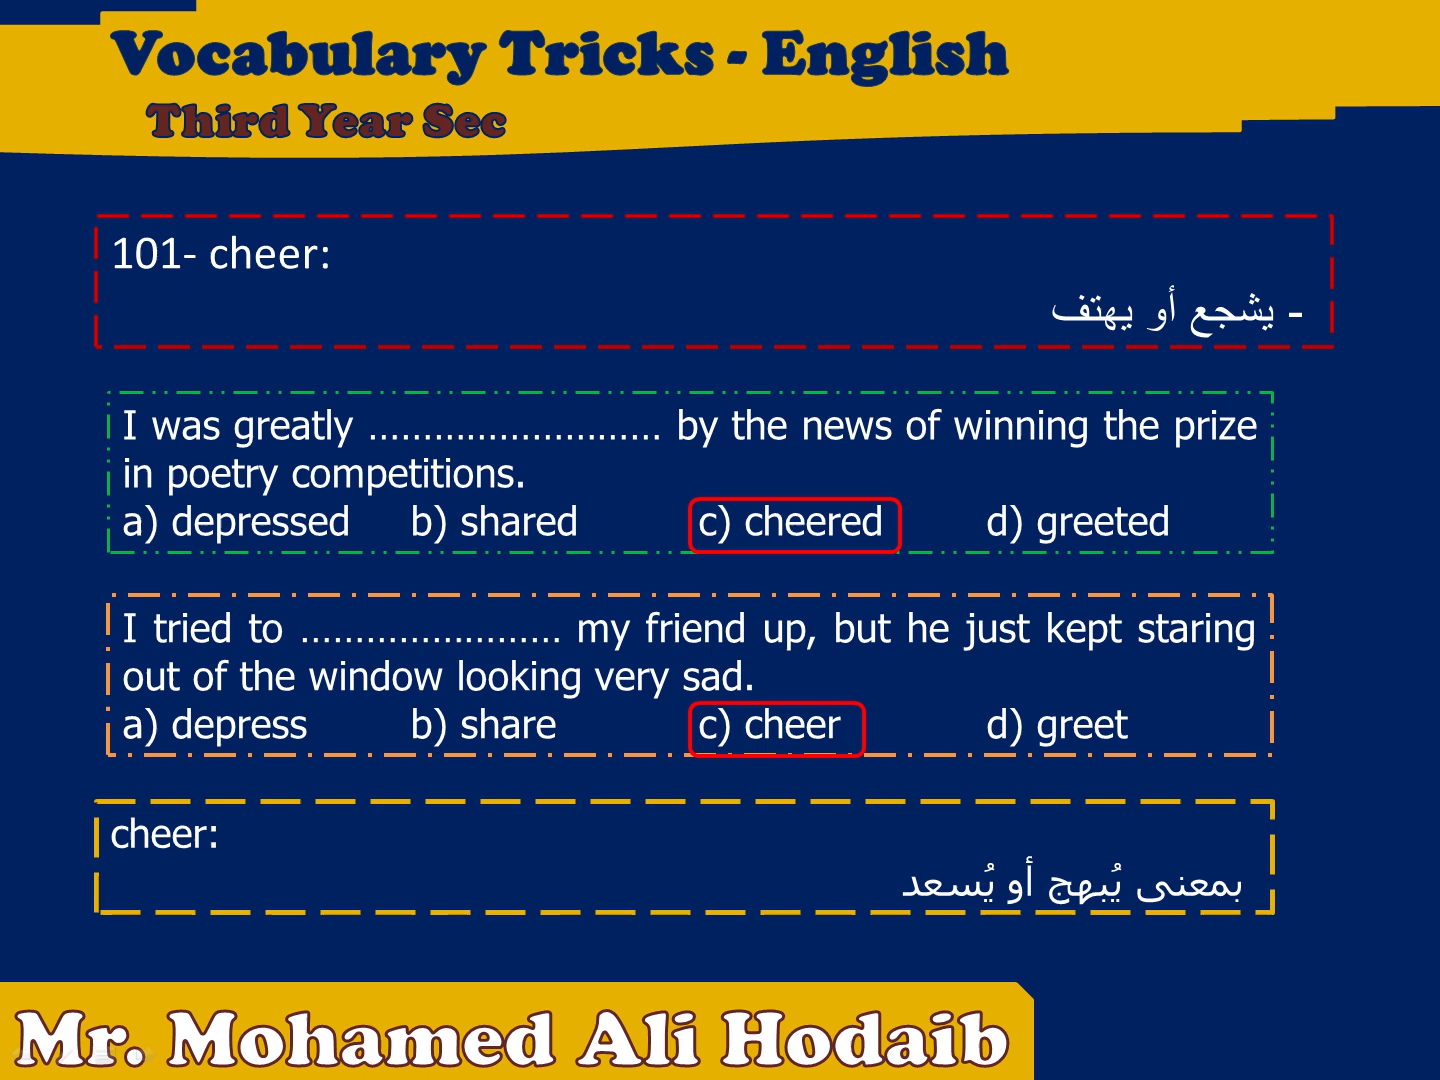 Vocabulary Tricks - English
Third Year Sec
101- cheer:
- يشجع أو يهتف
I was greatly ........................... by the news of winning the prize
in poetry competitions.
a) depressed b) shared c) cheered d) greeted
I tried to ........................ my friend up, but he just kept staring
out of the window looking very sad.
a) depress b) share c) cheer d) greet
cheer:
بمعنى يُبهج أو يُسعد
Mr. Mohamed Ali Hodaib